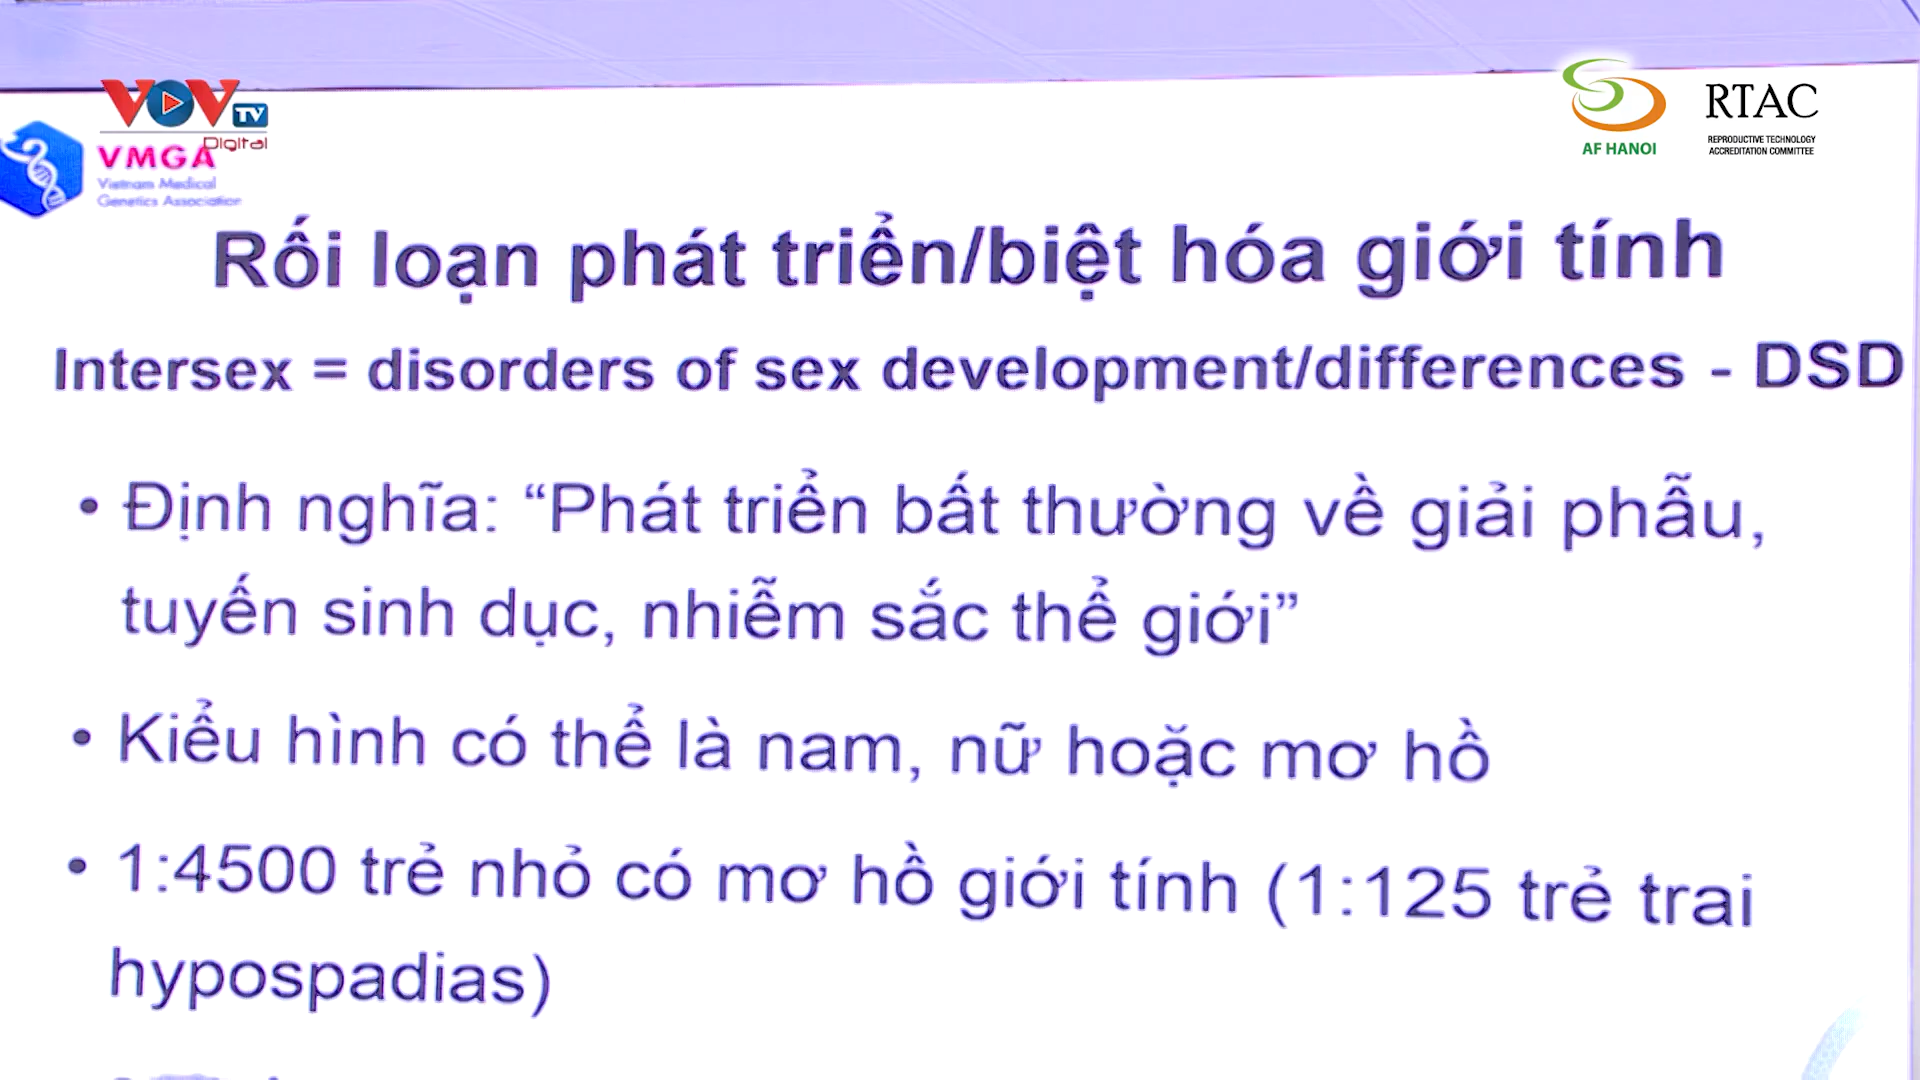 VOV TV
Digital
VMGA
Vietnam Medical
Genetics Association
AF HANOI
RTAC
REPRODUCTIVE TECHNOLOGY
ACCREDITATION COMMITTEE
Rối loạn phát triển/biệt hóa giới tính
Intersex = disorders of sex development/differences - DSD
• Định nghĩa: “Phát triển bất thường về giải phẫu,
tuyến sinh dục, nhiễm sắc thể giới”
• Kiểu hình có thể là nam, nữ hoặc mơ hồ
• 1:4500 trẻ nhỏ có mơ hồ giới tính (1:125 trẻ trai
hypospadias)